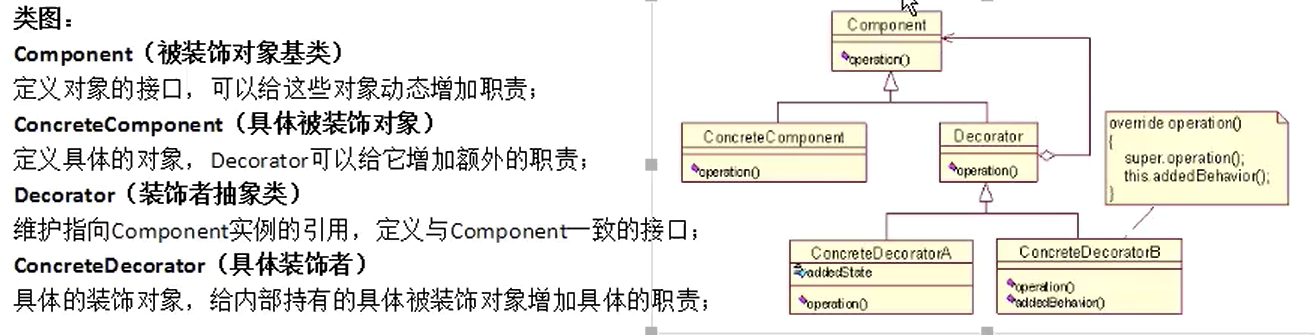 类图：
Component（被装饰对象基类）
定义对象的接口，可以给这些对象动态增加职责；
ConcreteComponent（具体被装饰对象）
定义具体的对象，Decorator可以给它增加额外的职责；
Decorator（装饰者抽象类）
维护指向Component实例的引用，定义与Component一致的接口；
ConcreteDecorator（具体装饰者）
具体的装饰对象，给内部持有的具体被装饰对象增加具体的职责；
Component
operation()
ConcreteComponent
operation()
Decorator
operation()
override operation()
{
super.operation();
this.addedBehavior();
}
ConcreteDecoratorA
addedState
operation()
ConcreteDecoratorB
operation()
addedBehavior()